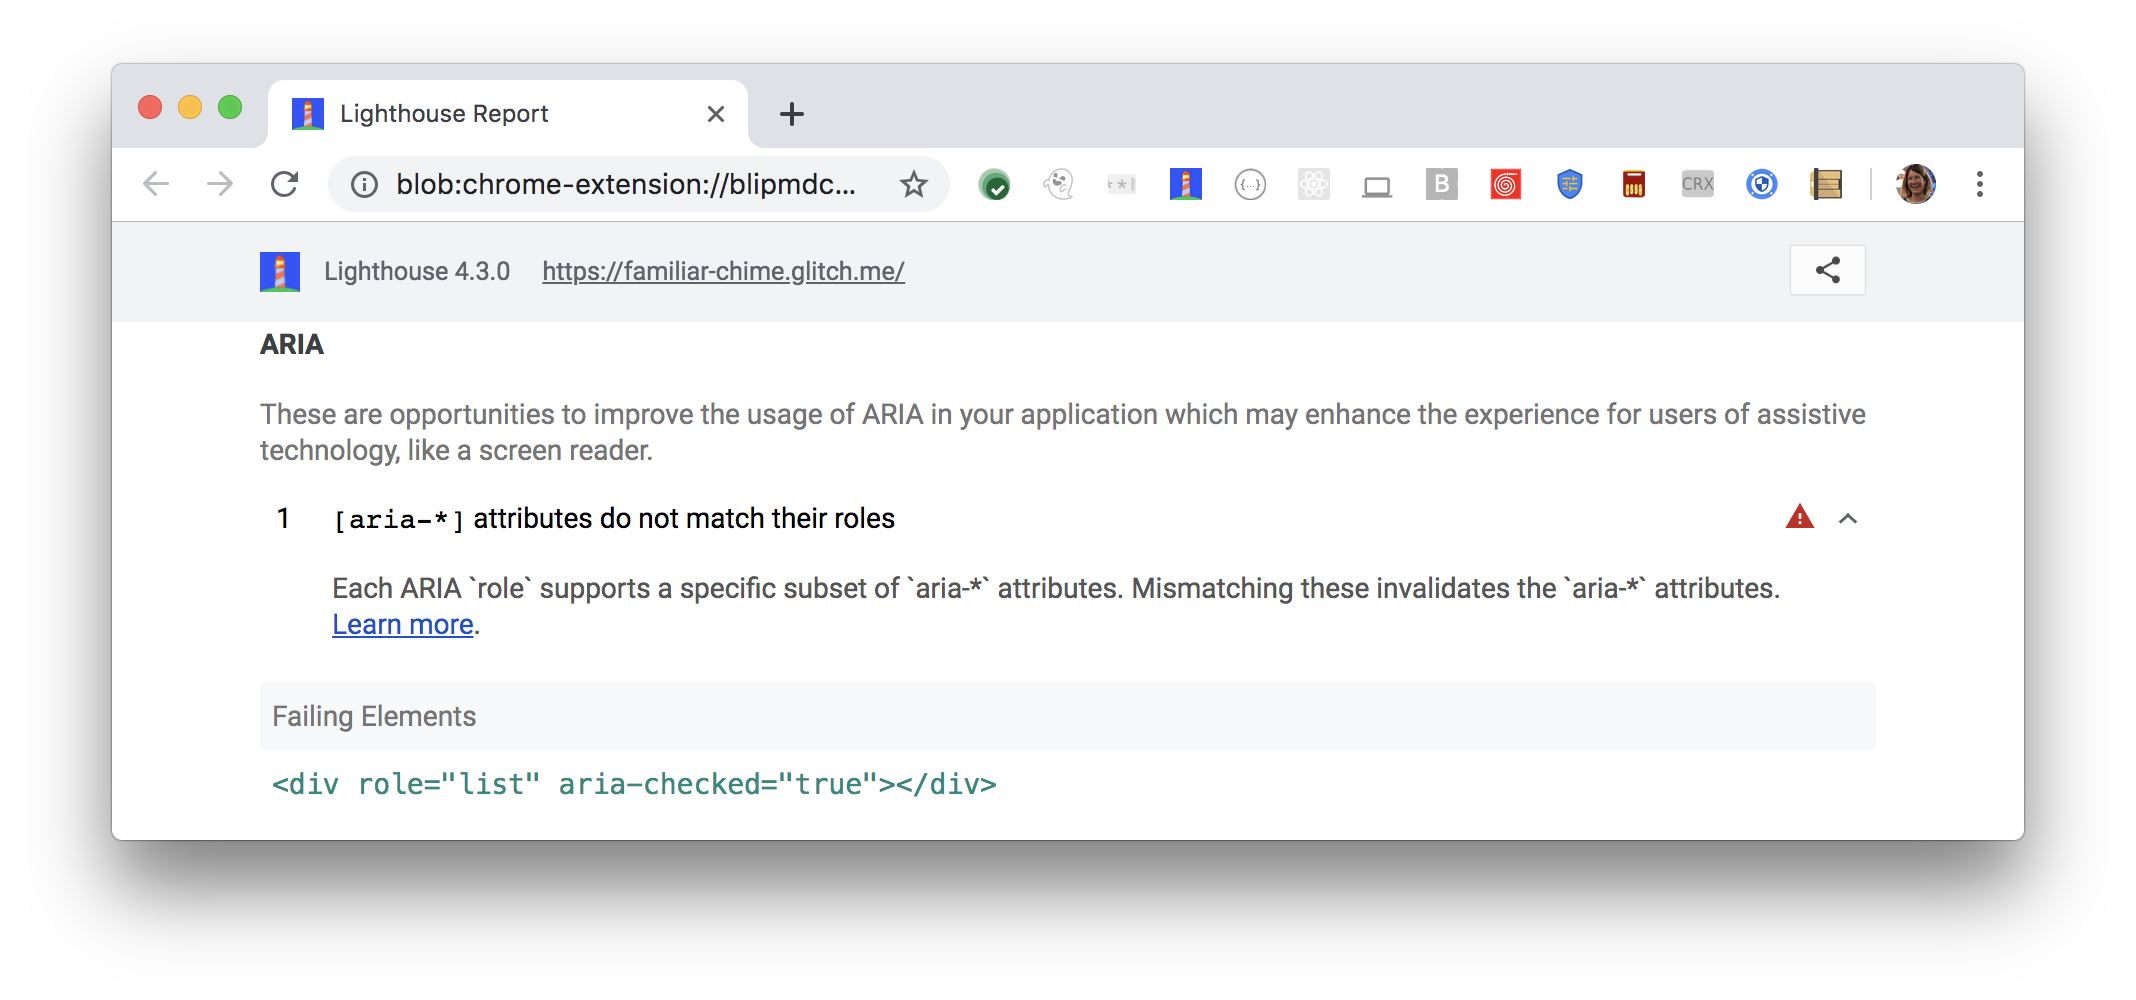 Lighthouse Report
blob:chrome-extension://blipmdc...
**!
{...}
B
CRX
Lighthouse 4.3.0 https://familiar-chime.glitch.me/
ARIA
These are opportunities to improve the usage of ARIA in your application which may enhance the experience for users of assistive
technology, like a screen reader.
1 [aria-*] attributes do not match their roles
Each ARIA `role` supports a specific subset of `aria-*` attributes. Mismatching these invalidates the `aria-*` attributes.
Learn more.
Failing Elements
<div role="list" aria-checked="true"></div>